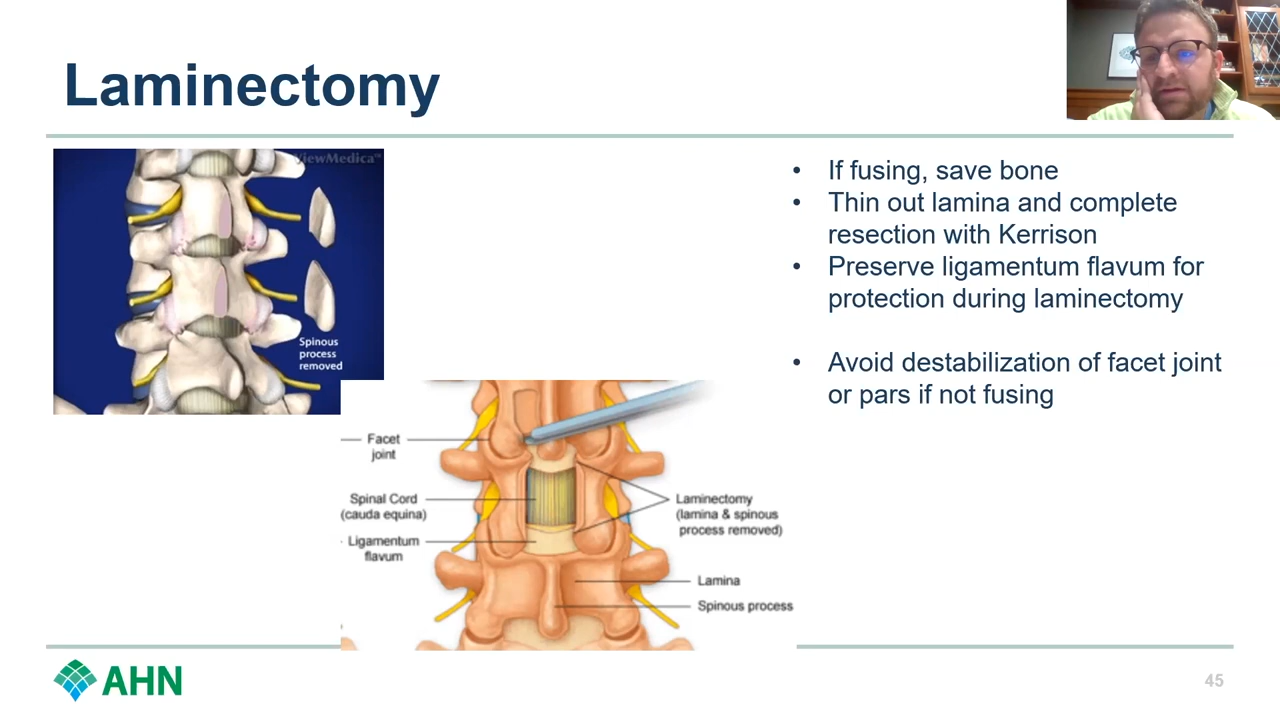 Laminectomy
ViewMedica®
Spinous
process
removed
• If fusing, save bone
• Thin out lamina and complete
resection with Kerrison
• Preserve ligamentum flavum for
protection during laminectomy
• Avoid destabilization of facet joint
or pars if not fusing
Facet
joint
Spinal Cord
(cauda equina)
Ligamentum
flavum
Laminectomy
(lamina & spinous
process removed)
Lamina
Spinous process
AHN
45